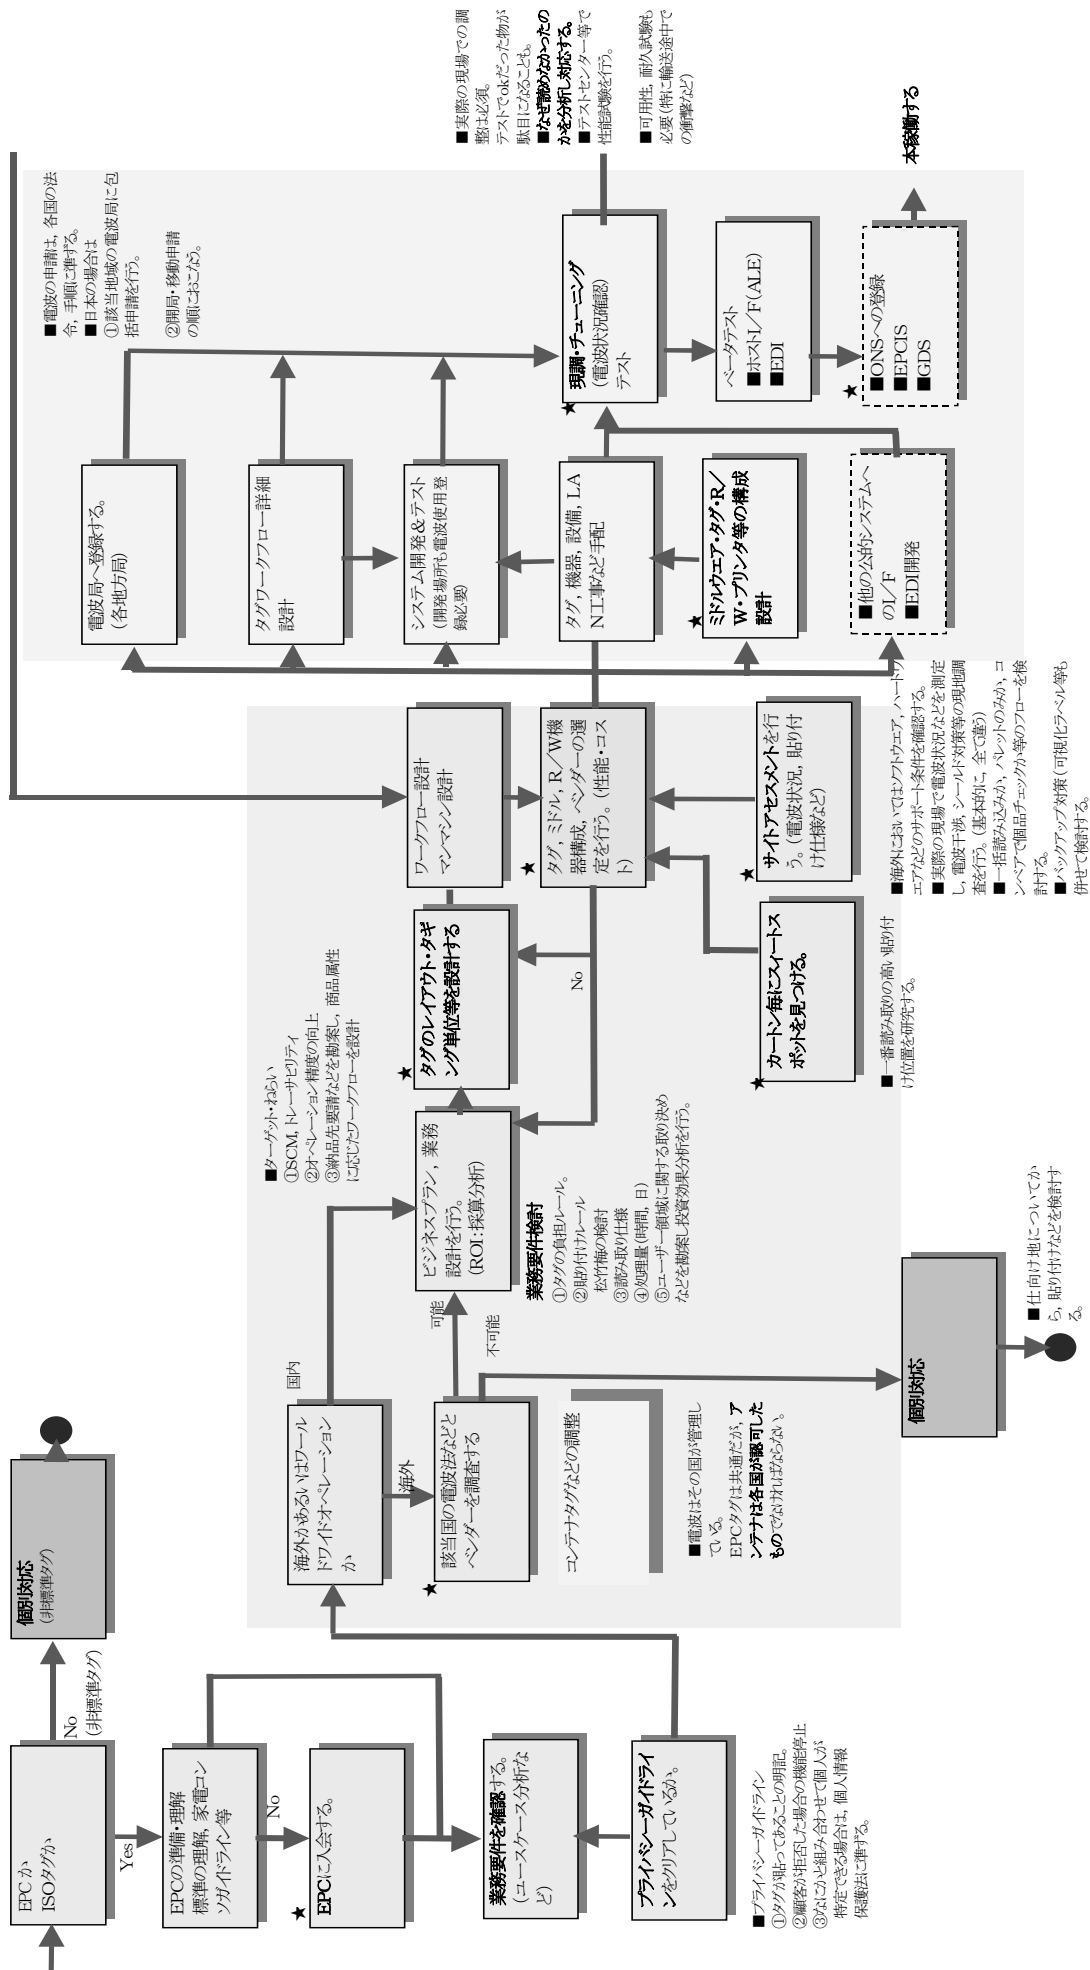 EPCか
ISOタグか
No
(非標準タグ)
個別対応
(非標準タグ)
Yes
EPCの準備・理解
標準の理解, 家電コン
ソガイドライン等
No
★
EPCに入会する。
業務要件を確認する。
(ユースケース分析な
ど)
プライバシーガイドライ
ンをクリアしているか。
■プライバシーガイドライン
①タグが貼ってあることの明記。
②顧客が拒否した場合の機能停止
③なにかと組み合わせて個人が
特定できる場合は, 個人情報
保護法に準ずる。
海外かあるいはワール
ドワイドオペレーション
か
国内
海外
★
該当国の電波法などと
ベンダーを調査する
可能
不可能
コンテナタグなどの調整
■電波はその国が管理し
ている。
EPCタグは共通だが, ア
ンテナは各国が認可した
ものでなければならない。
個別対応
■仕向け地についてか
ら, 貼り付けなどを検討す
る。
■ターゲット・ねらい
①SCM,トレーサビリティ
②オペレーション精度の向上
③納品先要請などを勘案し, 商品属性
に応じたワークフローを設計
ビジネスプラン, 業務
設計を行う。
(ROI:採算分析)
業務要件検討
①タグの負担ルール。
②貼り付けルール
松竹梅の検討
③読み取り仕様
④処理量(時間, 日)
⑤ユーザー領域に関する取り決め
などを勘案し投資効果分析を行う。
★
タグのレイアウト・タギ
ング単位等を設計する
No
ワークフロー設計
マンマシン設計
★
タグ, ミドル, R/W機
器構成, ベンダーの選
定を行う。(性能・コス
ト)
★
カートン毎にスィートス
ポットを見つける。
■一番読み取りの高い貼り付
け位置を研究する。
★
サイトアセスメントを行
う。(電波状況, 貼り付
け仕様など)
■海外においてはソフトウエア, ハードウ
エアなどのサポート条件を確認する。
■実際の現場で電波状況などを測定
し, 電波干渉, シールド対策等の現地調
査を行う。(基本的に, 全て違う)
■一括読み込みか, パレットのみか, コ
ンベアで個品チェックか等のフローを検
討する。
■バックアップ対策(可視化ラベル等も
併せて検討する。
電波局へ登録する。
(各地方局)
タグワークフロー詳細
設計
システム開発&テスト
(開発場所も電波使用登
録必要)
タグ, 機器, 設備, LA
N工事など手配
★
ミドルウエア・タグ・R/
W・プリンタ等の構成
設計
■他の公的システムへ
のI/F
■EDI開発
■電波の申請は, 各国の法
令, 手順に準ずる。
■日本の場合は
①該当地域の電波局に包
括申請を行う。
②開局・移動申請
の順におこなう。
★
現調・チューニング
(電波状況確認)
テスト
ベータテスト
■ホストI/F(ALE)
■EDI
★
■ONSへの登録
■EPCIS
■GDS
本稼働する
■実際の現場での調
整は必須。
テストでokだった物が
駄目になることも。
■なぜ読めなかったの
かを分析し対応する。
■テストセンター等で
性能試験を行う。
■可用性, 耐久試験も
必要(特に輸送途中で
の衝撃など)